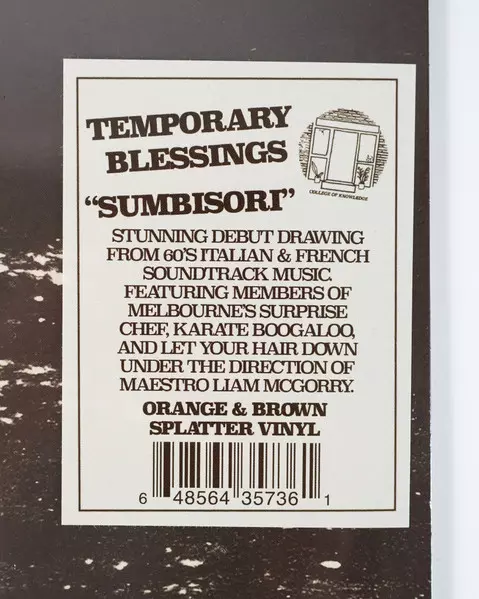 TEMPORARY
BLESSINGS
COLLEGE OF KNOWLEDGE
"SUMBISORI"
STUNNING DEBUT DRAWING
FROM 60'S ITALIAN & FRENCH
SOUNDTRACK MUSIC.
FEATURING MEMBERS OF
MELBOURNE'S SURPRISE
CHEF, KARATE BOOGALOO,
AND LET YOUR HAIR DOWN
UNDER THE DIRECTION OF
MAESTRO LIAM MCGORRY.
ORANGE & BROWN
SPLATTER VINYL
6 48564 35736 1